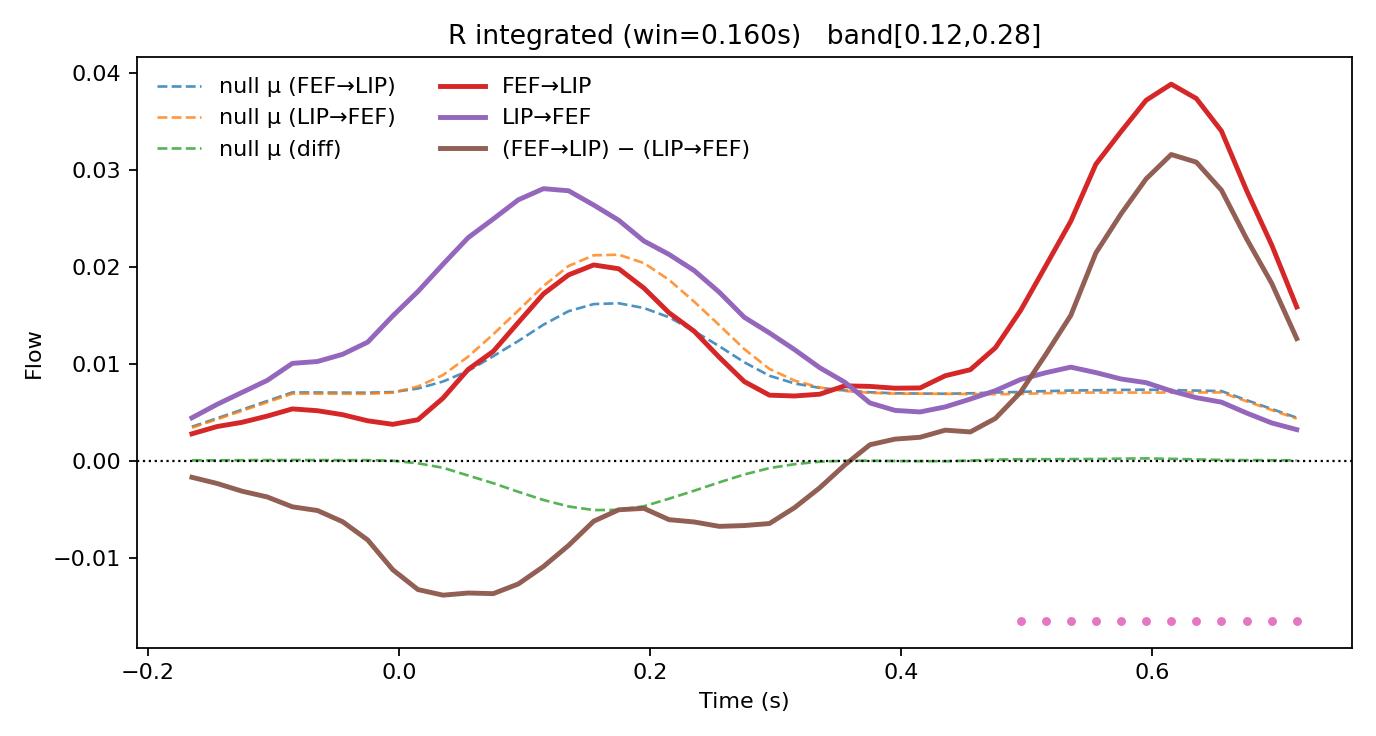 R integrated (win=0.160s)   band[0.12,0.28]
0.04
0.03
0.02
0.01
0.00
−0.01
Flow
null μ (FEF→LIP)
null μ (LIP→FEF)
null μ (diff)
FEF→LIP
LIP→FEF
(FEF→LIP) − (LIP→FEF)
−0.2
0.0
0.2
0.4
0.6
Time (s)